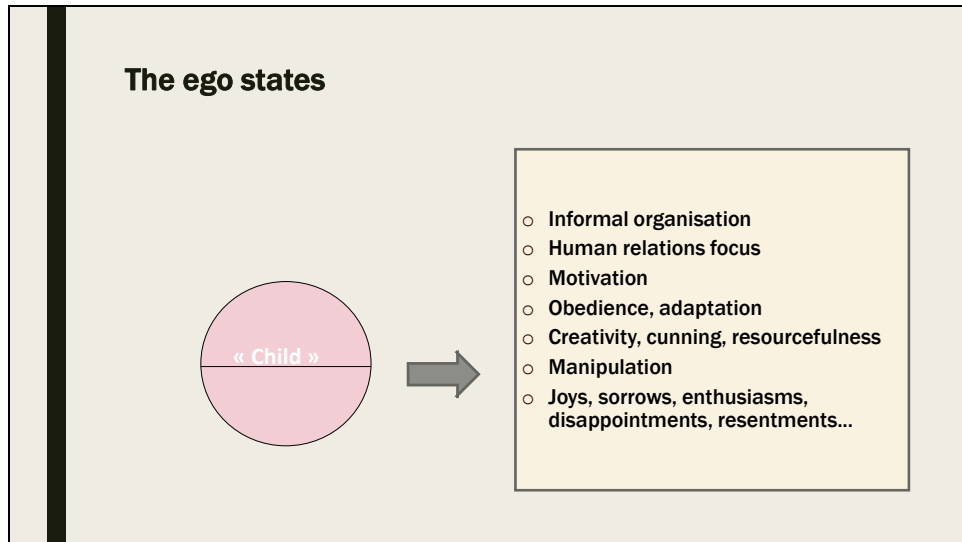 The ego states
« Child »
○ Informal organisation
○ Human relations focus
○ Motivation
○ Obedience, adaptation
○ Creativity, cunning, resourcefulness
○ Manipulation
○ Joys, sorrows, enthusiasms,
disappointments, resentments...